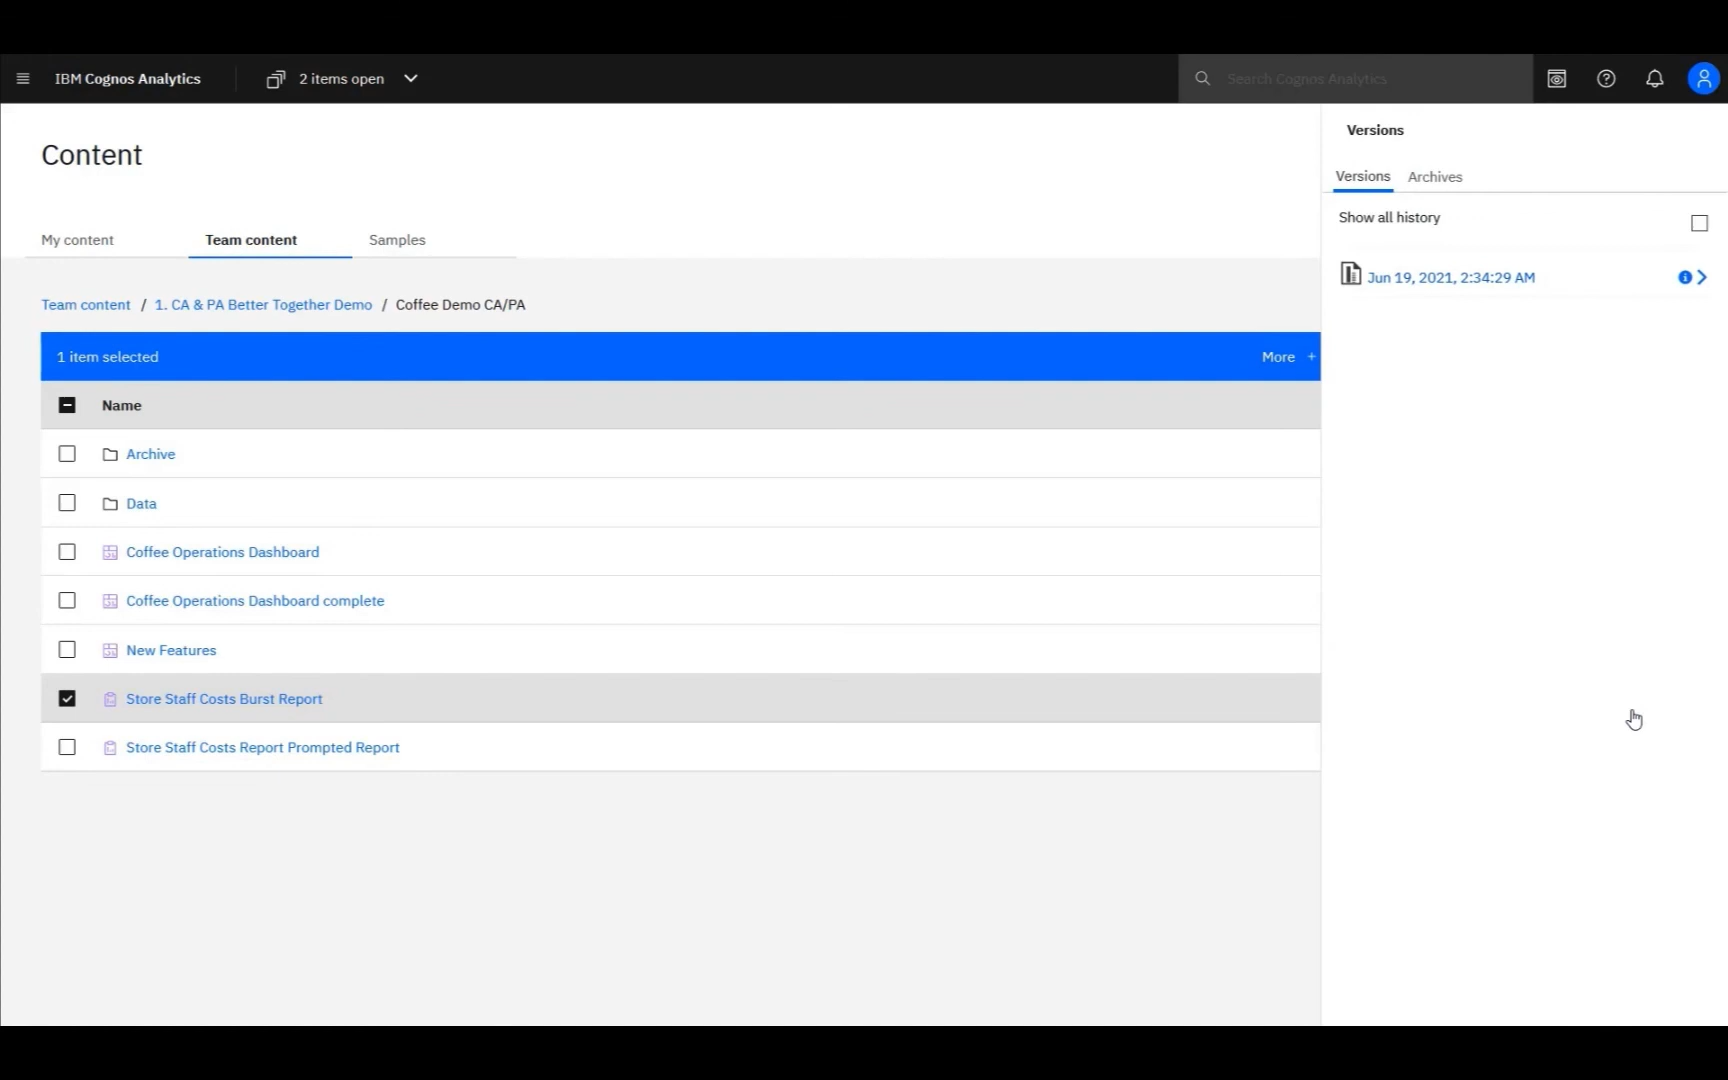 IBM Cognos Analytics
2 items open
Search Cognos Analytics
Content
Versions
Versions Archives
Show all history
Jun 19, 2021, 2:34:29 AM
My content Team content Samples
Team content / 1. CA & PA Better Together Demo / Coffee Demo CA/PA
1 item selected
More +
Name
Archive
Data
Coffee Operations Dashboard
Coffee Operations Dashboard complete
New Features
Store Staff Costs Burst Report
Store Staff Costs Report Prompted Report